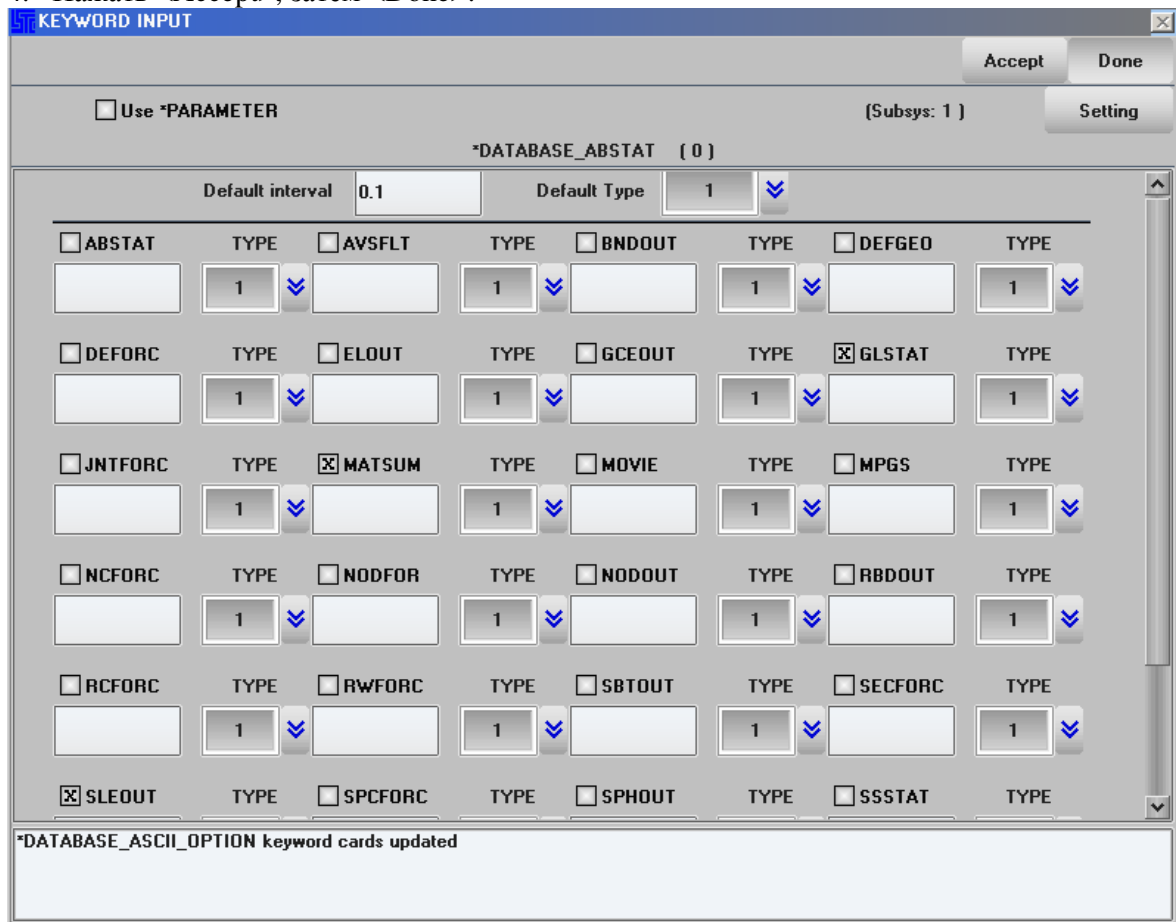 KEYWORD INPUT
Accept Done
Use *PARAMETER (Subsys: 1 ) Setting
*DATABASE_ABSTAT ( 0 )
Default interval 0.1 Default Type 1
ABSTAT TYPE AVSFLT TYPE BNDOUT TYPE DEFGEO TYPE
1 1 1 1
DEFORC TYPE ELOUT TYPE GCEOUT TYPE X GLSTAT TYPE
1 1 1 1
JNTFORC TYPE X MATSUM TYPE MOVIE TYPE MPGS TYPE
1 1 1 1
NCFORC TYPE NODFOR TYPE NODOUT TYPE RBDOUT TYPE
1 1 1 1
RCFORC TYPE RWFORC TYPE SBTOUT TYPE SECFORC TYPE
1 1 1 1
X SLEOUT TYPE SPCFORC TYPE SPHOUT TYPE SSSTAT TYPE
*DATABASE_ASCII_OPTION keyword cards updated